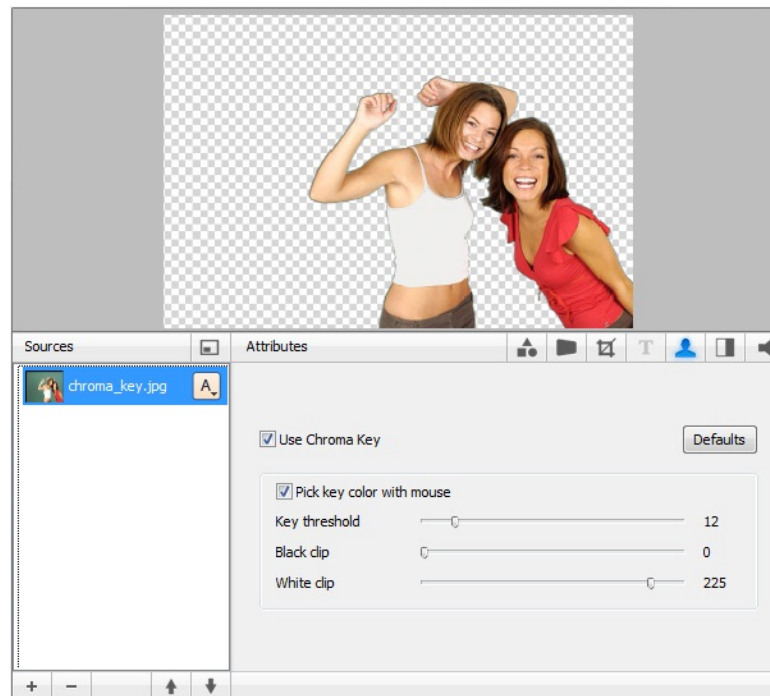 Sources
Attributes
T
chroma_key.jpg
A
Use Chroma Key
Defaults
Pick key color with mouse
Key threshold 12
Black clip 0
White clip 225